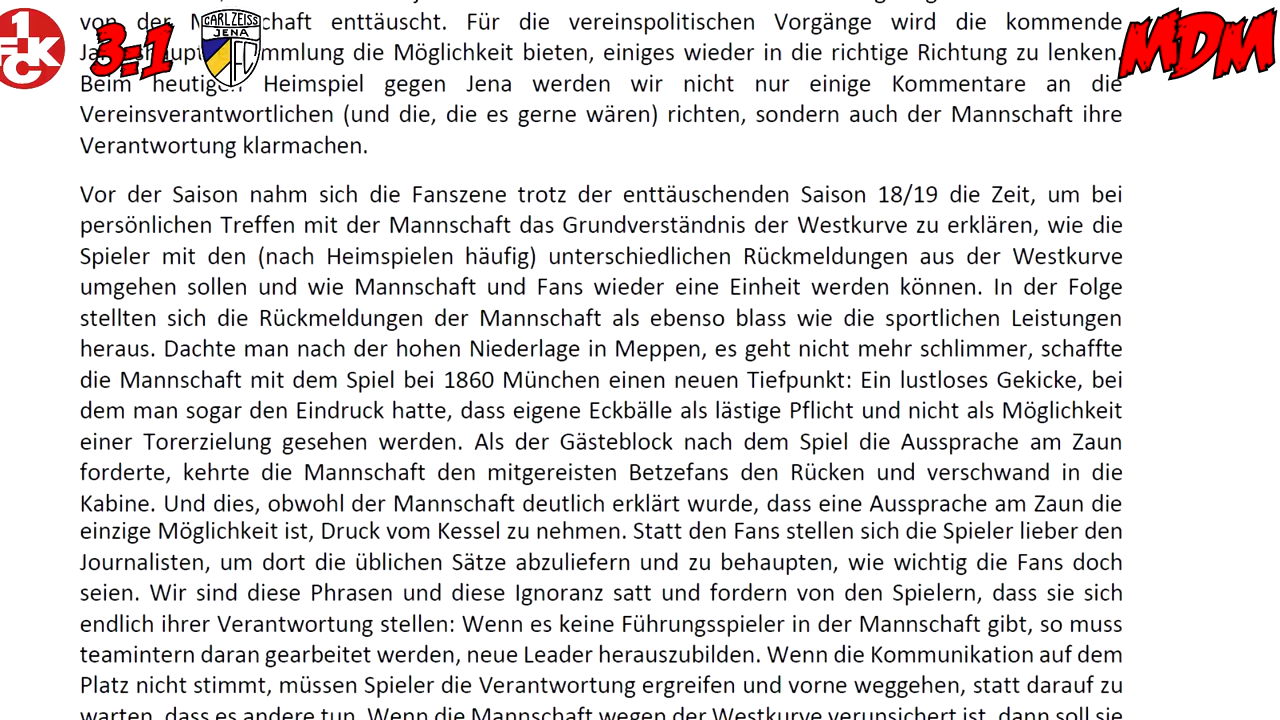 von der Mannschaft enttäuscht. Für die vereinspolitischen Vorgänge wird die kommende
die Möglichkeit bieten, einiges wieder in die richtige Richtung zu lenken.
Beim heutigen Heimspiel gegen Jena werden wir nicht nur einige Kommentare an die
Vereinsverantwortlichen (und die, die es gerne wären) richten, sondern auch der Mannschaft ihre
Verantwortung klarmachen.
Vor der Saison nahm sich die Fanszene trotz der enttäuschenden Saison 18/19 die Zeit, um bei
persönlichen Treffen mit der Mannschaft das Grundverständnis der Westkurve zu erklären, wie die
Spieler mit den (nach Heimspielen häufig) unterschiedlichen Rückmeldungen aus der Westkurve
umgehen sollen und wie Mannschaft und Fans wieder eine Einheit werden können. In der Folge
stellten sich die Rückmeldungen der Mannschaft als ebenso blass wie die sportlichen Leistungen
heraus. Dachte man nach der hohen Niederlage in Meppen, es geht nicht mehr schlimmer, schaffte
die Mannschaft mit dem Spiel bei 1860 München einen neuen Tiefpunkt: Ein lustloses Gekicke, bei
dem man sogar den Eindruck hatte, dass eigene Eckbälle als lästige Pflicht und nicht als Möglichkeit
einer Torerzielung gesehen werden. Als der Gästeblock nach dem Spiel die Aussprache am Zaun
forderte, kehrte die Mannschaft den mitgereisten Betzefans den Rücken und verschwand in die
Kabine. Und dies, obwohl der Mannschaft deutlich erklärt wurde, dass eine Aussprache am Zaun die
einzige Möglichkeit ist, Druck vom Kessel zu nehmen. Statt den Fans stellen sich die Spieler lieber den
Journalisten, um dort die üblichen Sätze abzuliefern und zu behaupten, wie wichtig die Fans doch
seien. Wir sind diese Phrasen und diese Ignoranz satt und fordern von den Spielern, dass sie sich
endlich ihrer Verantwortung stellen: Wenn es keine Führungsspieler in der Mannschaft gibt, so muss
teamintern daran gearbeitet werden, neue Leader herauszubilden. Wenn die Kommunikation auf dem
Platz nicht stimmt, müssen Spieler die Verantwortung ergreifen und vorne weggehen, statt darauf zu
warten, dass es andere tun. Wenn die Mannschaft wegen der Westkurve verunsichert ist, dann soll sie
1 FCK
3:1
CARL ZEISS
JENA
FC
MDM